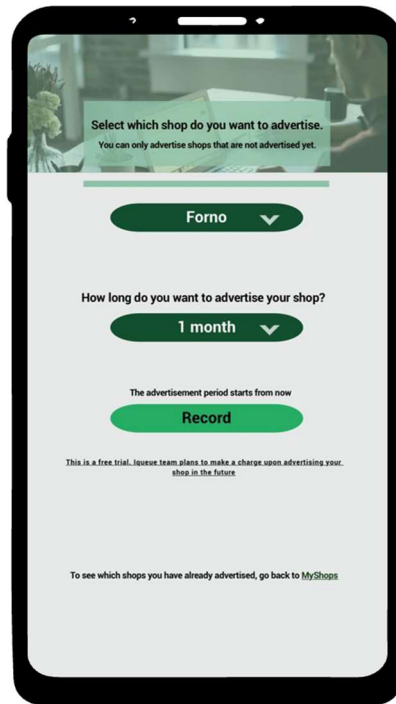 Select which shop do you want to advertise.
You can only advertise shops that are not advertised yet.
Forno
How long do you want to advertise your shop?
1 month
The advertisement period starts from now
Record
This is a free trial. Iqueue team plans to make a charge upon advertising your
shop in the future
To see which shops you have already advertised, go back to MyShops